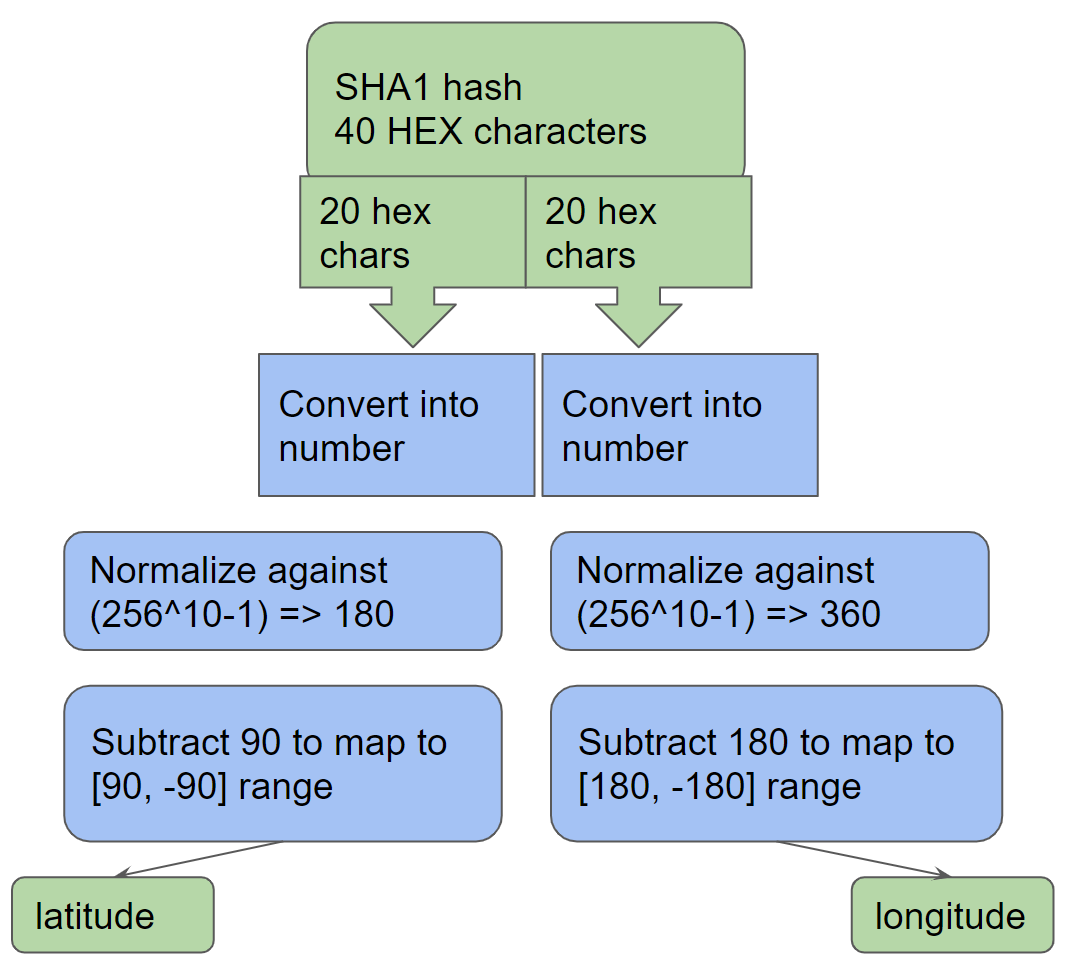 SHA1 hash
40 HEX characters
20 hex
chars
20 hex
chars
Convert into
number
Convert into
number
Normalize against
(256^10-1) => 180
Normalize against
(256^10-1) => 360
Subtract 90 to map to
[90, -90] range
Subtract 180 to map to
[180, -180] range
latitude
longitude